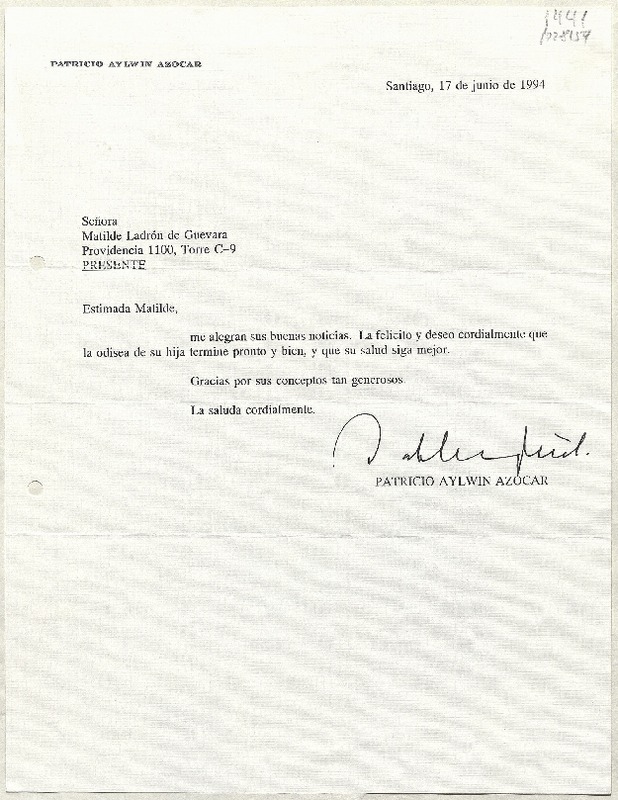 1441
PATRICIO AYLWIN AZOCAR
Santiago, 17 de junio de 1994
Señora
Matilde Ladrón de Guevara
Providencia 1100, Torre C-9
PRESENTE
Estimada Matilde,
me alegran sus buenas noticias. La felicito y deseo cordialmente que
la odisea de su hija termine pronto y bien, y que su salud siga mejor.
Gracias por sus conceptos tan generosos.
La saluda cordialmente.
PATRICIO AYLWIN AZOCAR